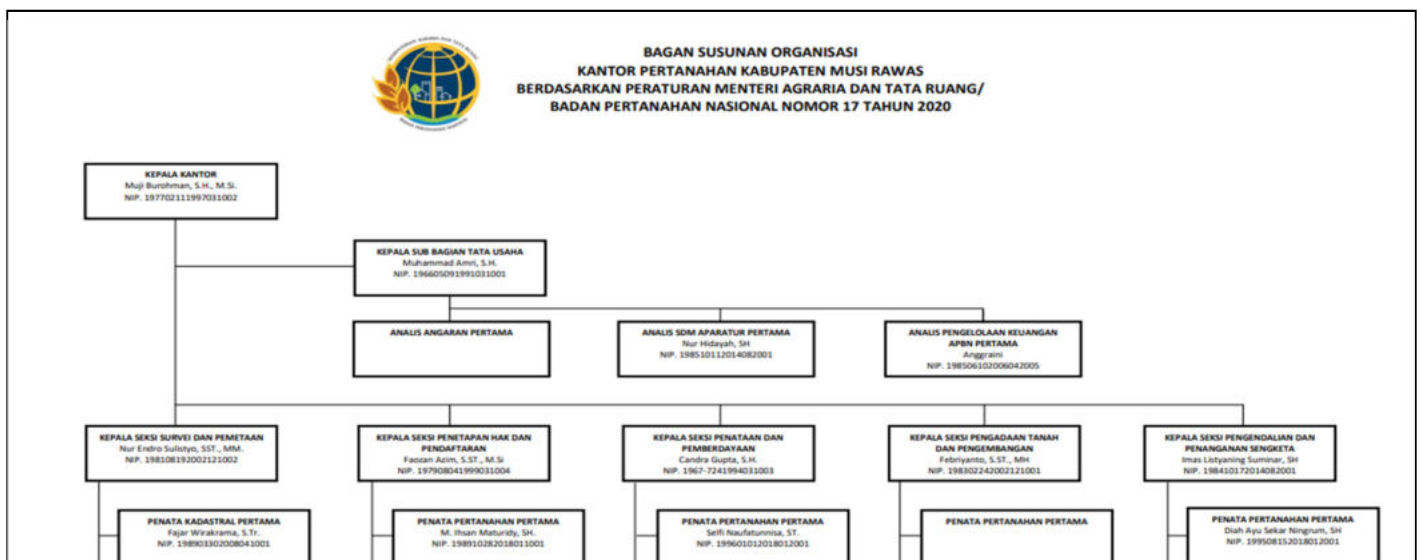 BAGAN SUSUNAN ORGANISASI
KANTOR PERTANAHAN KABUPATEN MUSI RAWAS
BERDASARKAN PERATURAN MENTERI AGRARIA DAN TATA RUANG/
BADAN PERTANAHAN NASIONAL NOMOR 17 TAHUN 2020
KEPALA KANTOR
Muji Burohman, S.H., M.Si.
NIP. 197702111997031002
KEPALA SUB BAGIAN TATA USAHA
Muhammad Amri, S.H.
NIP. 196605091991031001
ANALIS ANGARAN PERTAMA
ANALIS SDM APARATUR PERTAMA
Nur Hidayah, SH
NIP. 198510112014082001
ANALIS PENGELOLAAN KEUANGAN
APBN PERTAMA
Anggraini
NIP. 198506102006042005
KEPALA SEKSI SURVEI DAN PEMETAAN
Nur Endro Sulistyo, SST., MM.
NIP. 198108192002121002
KEPALA SEKSI PENETAPAN HAK DAN
PENDAFTARAN
Faozan Azim, S.ST., M.Si
NIP. 197908041999031004
KEPALA SEKSI PENATAAN DAN
PEMBERDAYAAN
Candra Gupta, S.H.
NIP. 1967-7241994031003
KEPALA SEKSI PENGADAAN TANAH
DAN PENGEMBANGAN
Febriyanto, S.ST., MH
NIP. 198302242002121001
KEPALA SEKSI PENGENDALIAN DAN
PENANGANAN SENGKETA
Imas Listyaning Suminar, SH
NIP. 198410172014082001
PENATA KADASTRAL PERTAMA
Fajar Wirakrama, S.Tr.
NIP. 198903302008041001
PENATA PERTANAHAN PERTAMA
M. Ihsan Maturidy, SH.
NIP. 198910282018011001
PENATA PERTANAHAN PERTAMA
Selfi Naufatunnisa, ST.
NIP. 199601012018012001
PENATA PERTANAHAN PERTAMA
PENATA PERTANAHAN PERTAMA
Diah Ayu Sekar Ningrum, SH
NIP. 199508152018012001